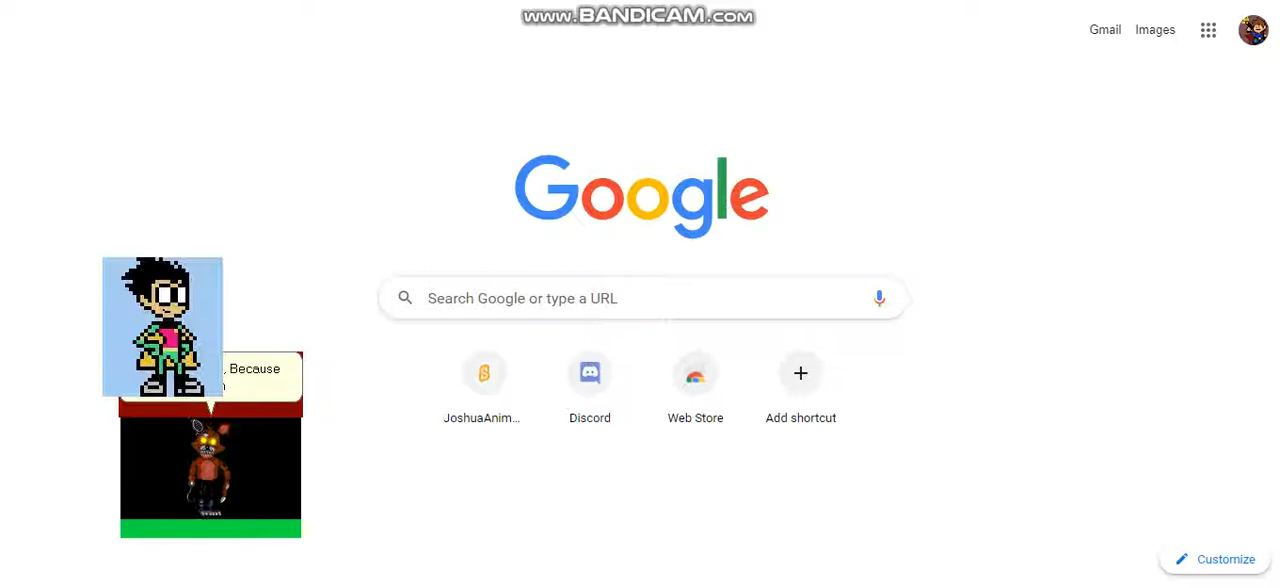 www.BANDICAM.COM
Gmail Images
Google
Search Google or type a URL
, Because
JoshuaAnim... Discord Web Store Add shortcut
Customize